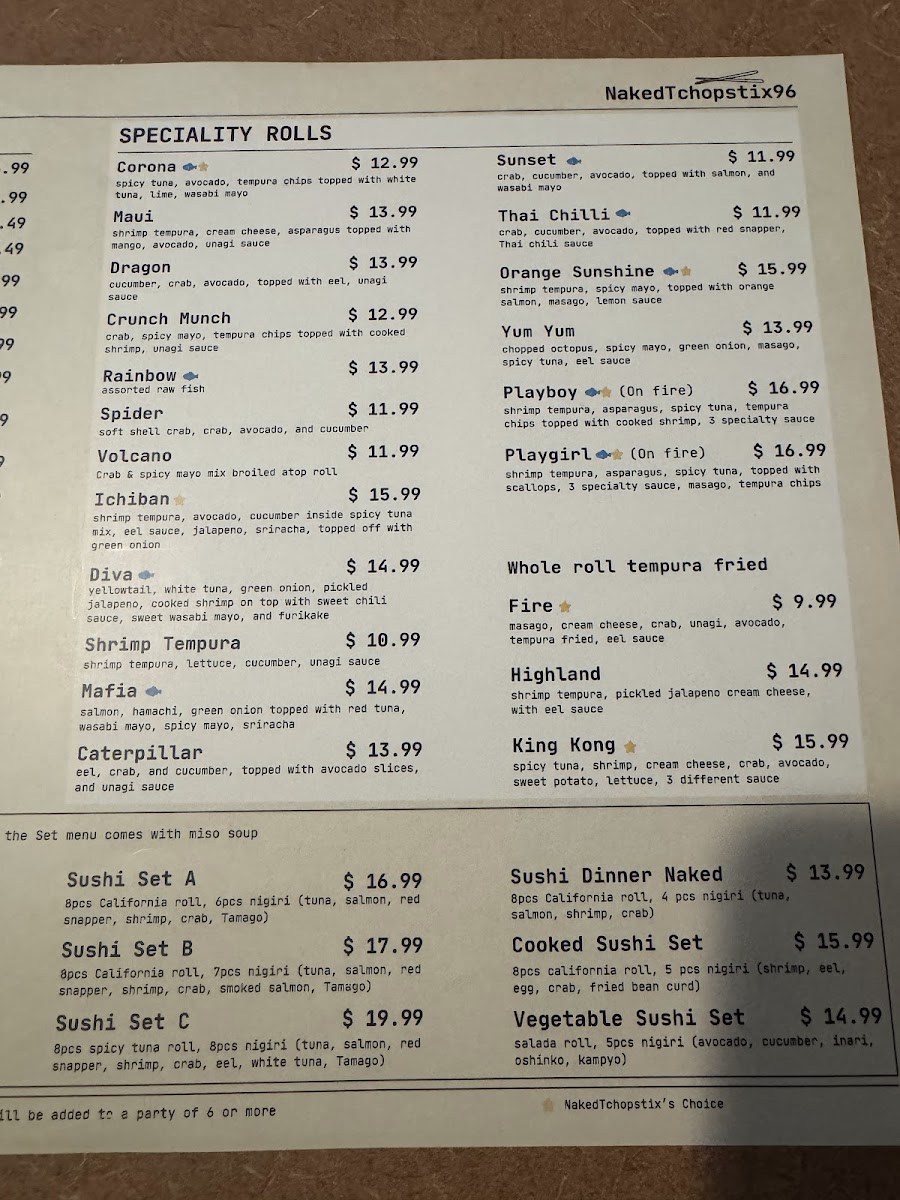 NakedTchopstix96
SPECIALITY ROLLS
.99
.99
.49
.49
99
99
99
9
9
9
Corona $ 12.99
spicy tuna, avocado, tempura chips topped with white
tuna, lime, wasabi mayo
Maui $ 13.99
shrimp tempura, cream cheese, asparagus topped with
mango, avocado, unagi sauce
Dragon $ 13.99
cucumber, crab, avocado, topped with eel, unagi
sauce
Crunch Munch $ 12.99
crab, spicy mayo, tempura chips topped with cooked
shrimp, unagi sauce
Rainbow $ 13.99
assorted raw fish
Spider $ 11.99
soft shell crab, crab, avocado, and cucumber
Volcano $ 11.99
Crab & spicy mayo mix broiled atop roll
Ichiban $ 15.99
shrimp tempura, avocado, cucumber inside spicy tuna
mix, eel sauce, jalapeno, sriracha, topped off with
green onion
Diva $ 14.99
yellowtail, white tuna, green onion, pickled
jalapeno, cooked shrimp on top with sweet chili
sauce, sweet wasabi mayo, and furikake
Shrimp Tempura $ 10.99
shrimp tempura, lettuce, cucumber, unagi sauce
Mafia $ 14.99
salmon, hamachi, green onion topped with red tuna,
wasabi mayo, spicy mayo, sriracha
Caterpillar $ 13.99
eel, crab, and cucumber, topped with avocado slices,
and unagi sauce
Sunset $ 11.99
crab, cucumber, avocado, topped with salmon, and
wasabi mayo
Thai Chilli $ 11.99
crab, cucumber, avocado, topped with red snapper,
Thai chili sauce
Orange Sunshine $ 15.99
shrimp tempura, spicy mayo, topped with orange
salmon, masago, lemon sauce
Yum Yum $ 13.99
chopped octopus, spicy mayo, green onion, masago,
spicy tuna, eel sauce
Playboy (On fire) $ 16.99
shrimp tempura, asparagus, spicy tuna, tempura
chips topped with cooked shrimp, 3 specialty sauce
Playgirl (On fire) $ 16.99
shrimp tempura, asparagus, spicy tuna, topped with
scallops, 3 specialty sauce, masago, tempura chips
Whole roll tempura fried
Fire $ 9.99
masago, cream cheese, crab, unagi, avocado,
tempura fried, eel sauce
Highland $ 14.99
shrimp tempura, pickled jalapeno cream cheese,
with eel sauce
King Kong $ 15.99
spicy tuna, shrimp, cream cheese, crab, avocado,
sweet potato, lettuce, 3 different sauce
the Set menu comes with miso soup
Sushi Set A $ 16.99
8pcs California roll, 6pcs nigiri (tuna, salmon, red
snapper, shrimp, crab, Tamago)
Sushi Set B $ 17.99
8pcs California roll, 7pcs nigiri (tuna, salmon, red
snapper, shrimp, crab, smoked salmon, Tamago)
Sushi Set C $ 19.99
8pcs spicy tuna roll, 8pcs nigiri (tuna, salmon, red
snapper, shrimp, crab, eel, white tuna, Tamago)
Sushi Dinner Naked $ 13.99
8pcs California roll, 4 pcs nigiri (tuna,
salmon, shrimp, crab)
Cooked Sushi Set $ 15.99
8pcs california roll, 5 pcs nigiri (shrimp, eel,
egg, crab, fried bean curd)
Vegetable Sushi Set $ 14.99
salada roll, 5pcs nigiri (avocado, cucumber, inari,
oshinko, kampyo)
ill be added to a party of 6 or more
NakedTchopstix's Choice